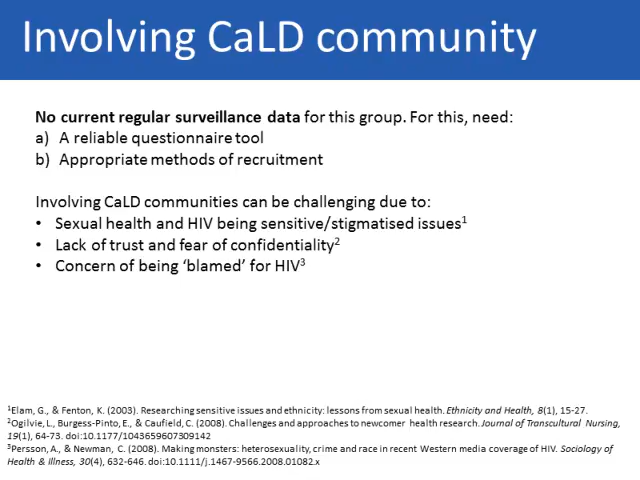 Involving CaLD community
No current regular surveillance data for this group. For this, need:
a) A reliable questionnaire tool
b) Appropriate methods of recruitment
Involving CaLD communities can be challenging due to:
• Sexual health and HIV being sensitive/stigmatised issues1
• Lack of trust and fear of confidentiality2
• Concern of being ‘blamed’ for HIV3
1Elam, G., & Fenton, K. (2003). Researching sensitive issues and ethnicity: lessons from sexual health. Ethnicity and Health, 8(1), 15-27.
2Ogilvie, L., Burgess-Pinto, E., & Caufield, C. (2008). Challenges and approaches to newcomer health research. Journal of Transcultural Nursing,
19(1), 64-73. doi:10.1177/1043659607309142
3Persson, A., & Newman, C. (2008). Making monsters: heterosexuality, crime and race in recent Western media coverage of HIV. Sociology of
Health & Illness, 30(4), 632-646. doi:10.1111/j.1467-9566.2008.01082.x